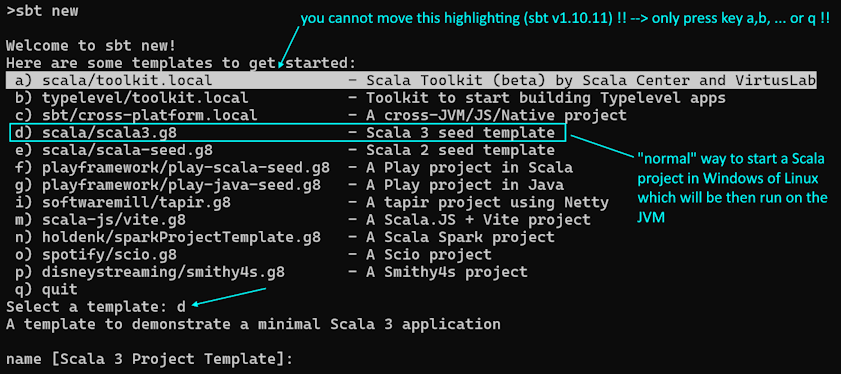 >sbt new
you cannot move this highlighting (sbt v1.10.11) !! --> only press key a,b, ... or q !!
Welcome to sbt new!
Here are some templates to get started:
a) scala/toolkit.local - Scala Toolkit (beta) by Scala Center and VirtusLab
b) typelevel/toolkit.local - Toolkit to start building Typelevel apps
c) sbt/cross-platform.local - A cross-JVM/JS/Native project
d) scala/scala3.g8 - Scala 3 seed template
e) scala/scala-seed.g8 - Scala 2 seed template
f) playframework/play-scala-seed.g8 - A Play project in Scala
g) playframework/play-java-seed.g8 - A Play project in Java
i) softwaremill/tapir.g8 - A tapir project using Netty
m) scala-js/vite.g8 - A Scala.JS + Vite project
n) holdenk/sparkProjectTemplate.g8 - A Scala Spark project
o) spotify/scio.g8 - A Scio project
p) disneystreaming/smithy4s.g8 - A Smithy4s project
q) quit
"normal" way to start a Scala
project in Windows of Linux
which will be then run on the
JVM
Select a template: d
A template to demonstrate a minimal Scala 3 application
name [Scala 3 Project Template]: